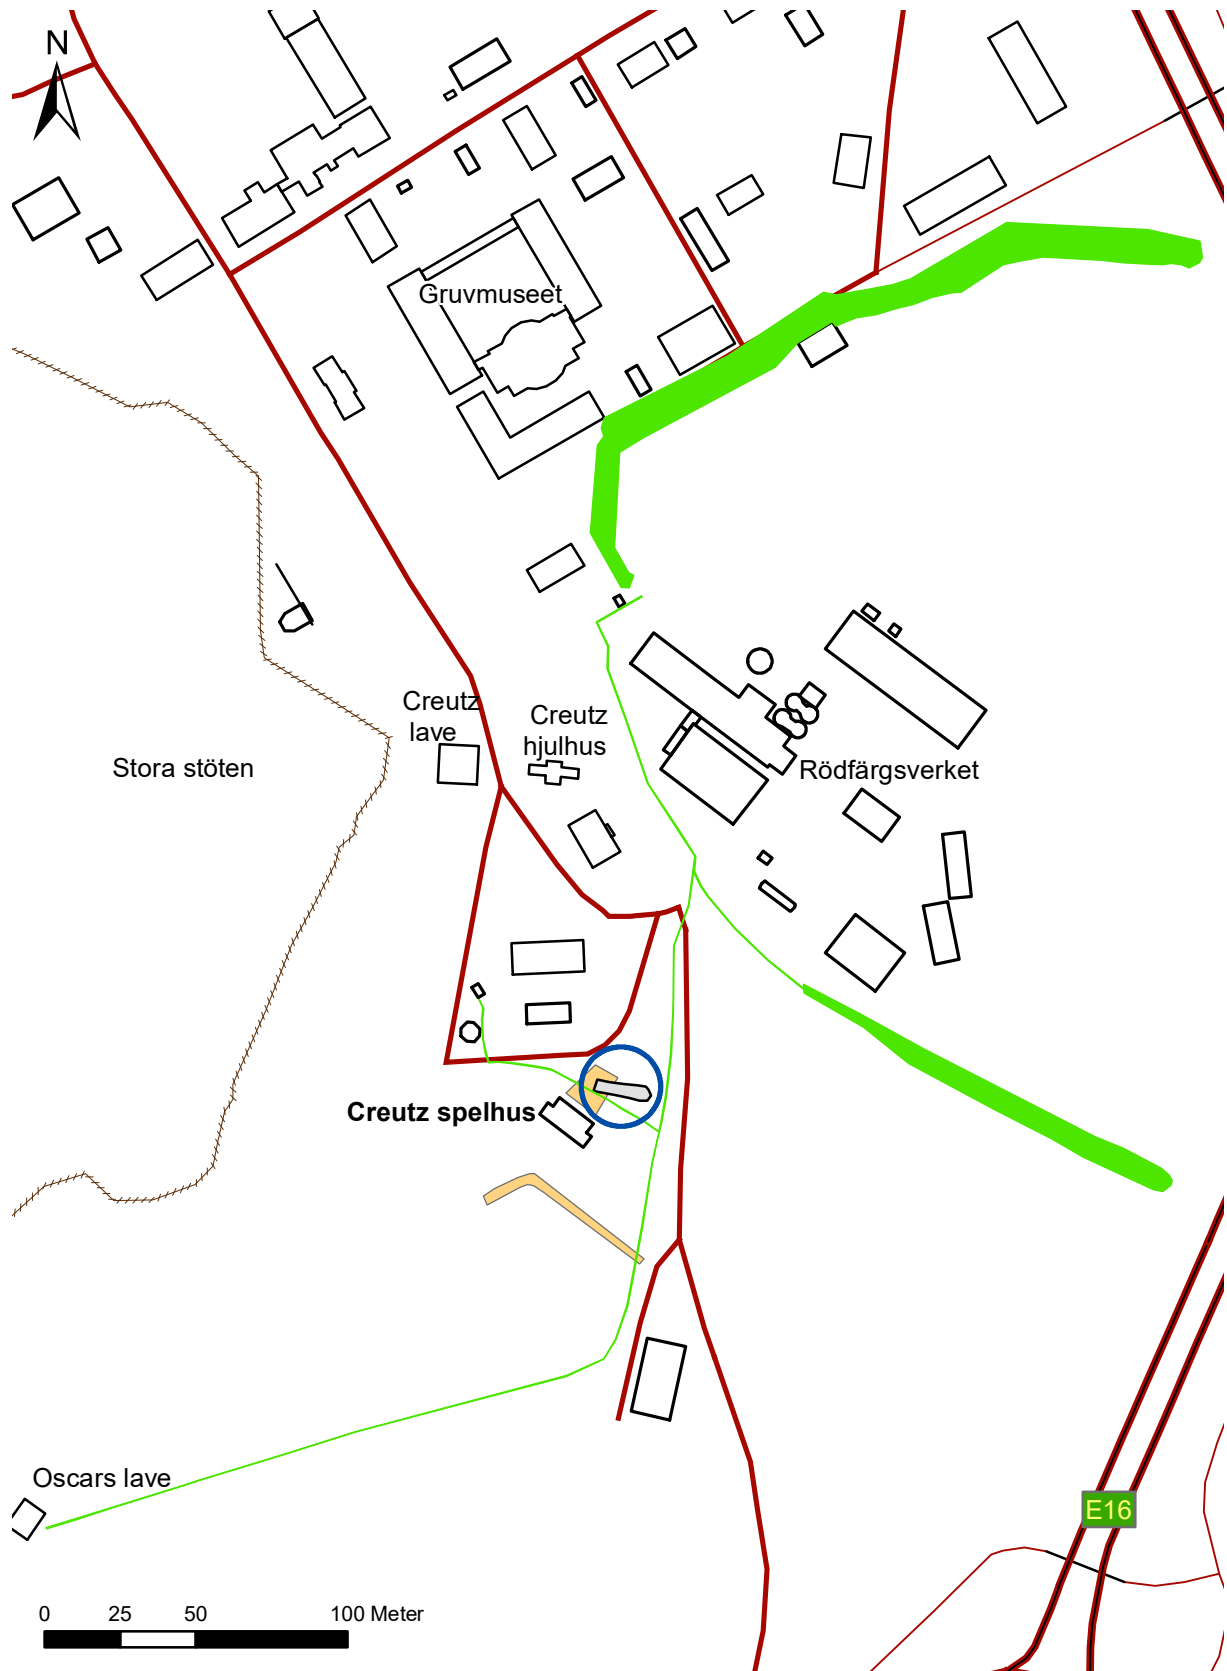 N
Gruvmuseet
Creutz
lave
Creutz
hjulhus
Stora stöten
Rödfärgsverket
Creutz spelhus
Oscars lave
E16
0 25 50 100 Meter